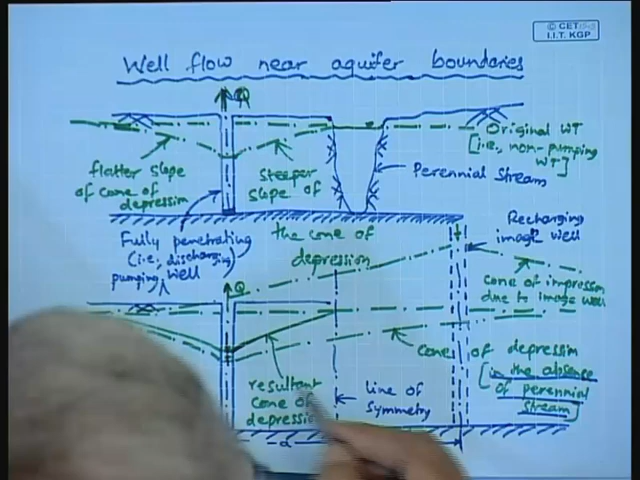 © CET
I.I.T. KGP
Well flow near aquifer boundaries
Q
Original WT
[i.e., non-pumping
WT]
flatter slope
of cone of
depression
steeper
slope of
the cone of
depression
Perennial Stream
Fully penetrating
(i.e., discharging)
pumping well
Recharging
image well
cone of impression
due to image well
Q
cone of depression
[in the absence
of perennial
stream]
resultant
cone of
line of
symmetry